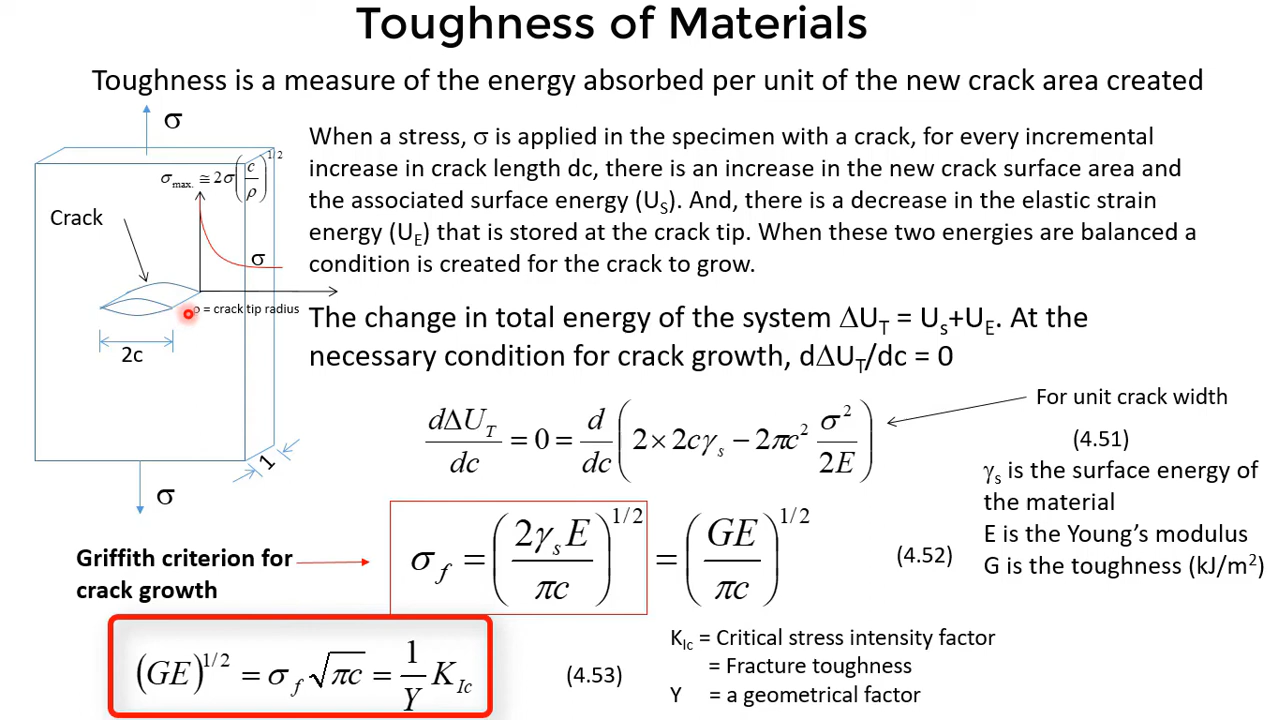 Toughness of Materials
Toughness is a measure of the energy absorbed per unit of the new crack area created
σ
σmax. ≅ 2σ(c/ρ)^1/2
Crack
σ
ρ = crack tip radius
2c
1
σ
When a stress, σ is applied in the specimen with a crack, for every incremental
increase in crack length dc, there is an increase in the new crack surface area and
the associated surface energy (US). And, there is a decrease in the elastic strain
energy (UE) that is stored at the crack tip. When these two energies are balanced a
condition is created for the crack to grow.
The change in total energy of the system ΔUT = Us+UE. At the
necessary condition for crack growth, dΔUT/dc = 0
For unit crack width
dΔUT/dc = 0 = d/dc (2 × 2cγs − 2πc² σ²/2E)
(4.51)
γs is the surface energy of
the material
E is the Young’s modulus
G is the toughness (kJ/m²)
Griffith criterion for
crack growth
σf = (2γsE/πc)^1/2 = (GE/πc)^1/2
(4.52)
(GE)^1/2 = σf √πc = 1/Y KIc
(4.53)
KIc = Critical stress intensity factor
= Fracture toughness
Y = a geometrical factor